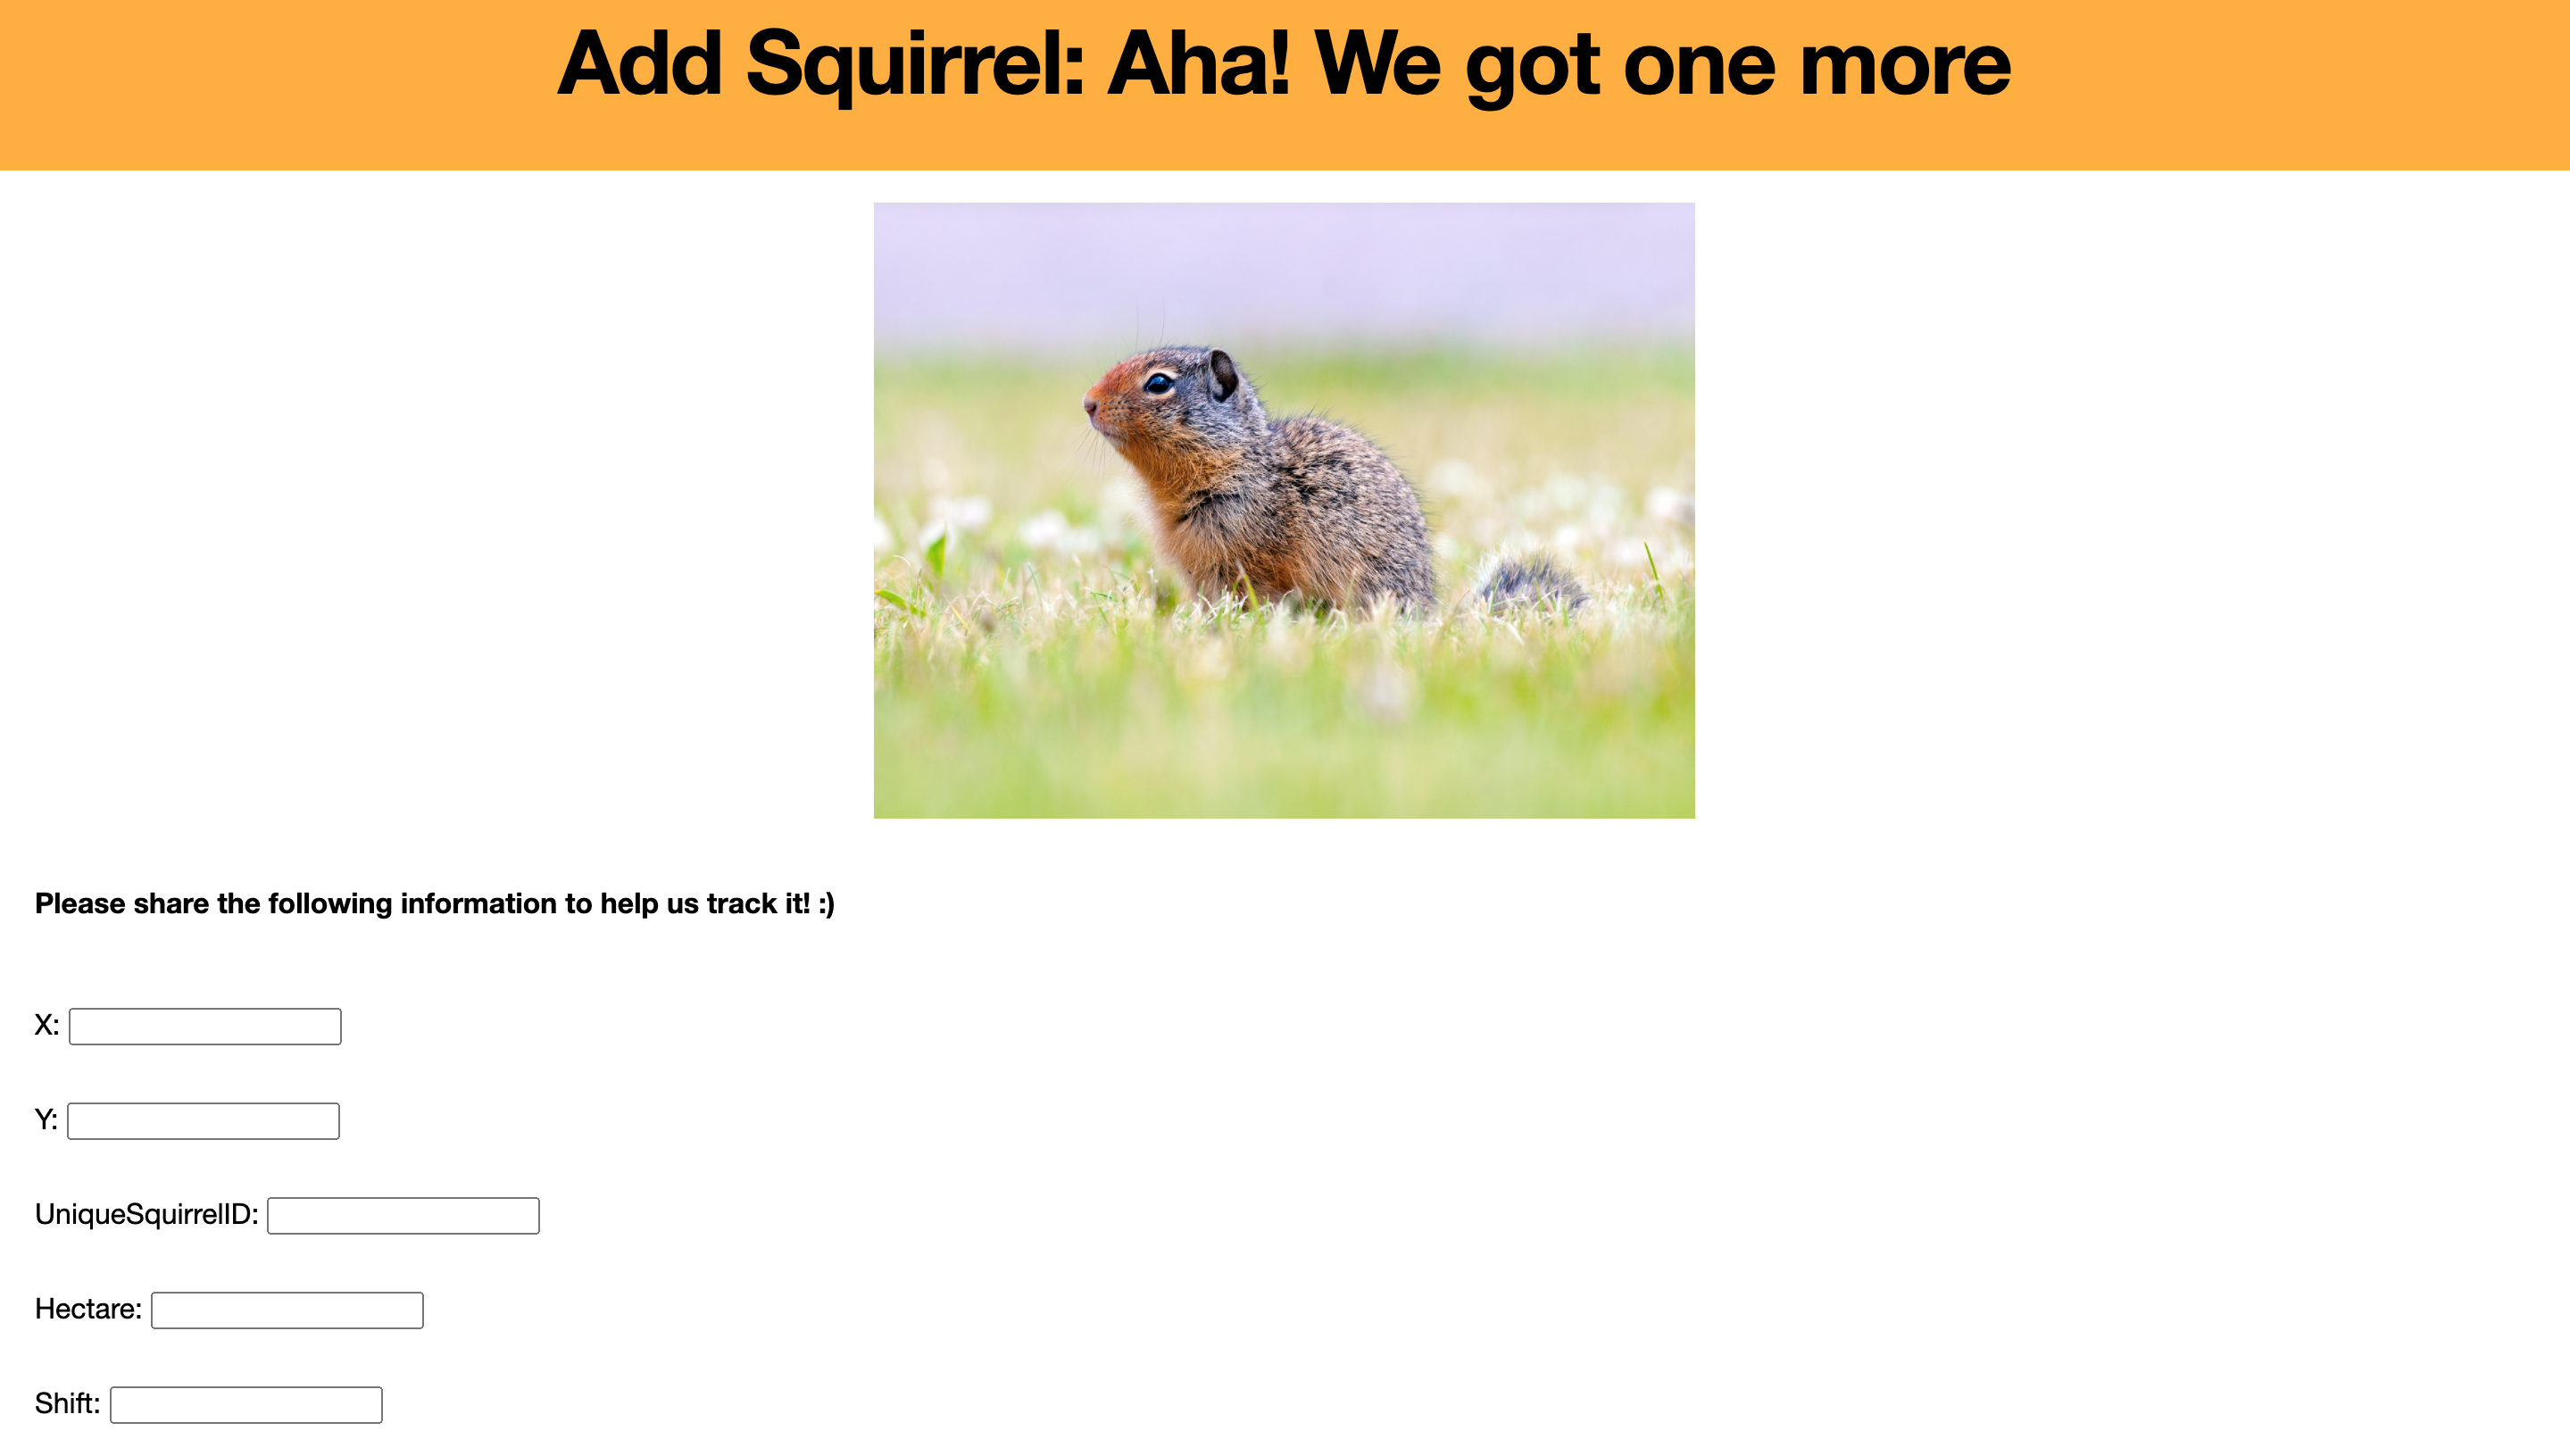 Add Squirrel: Aha! We got one more
Please share the following information to help us track it! :)
X:
Y:
UniqueSquirrelID:
Hectare:
Shift: